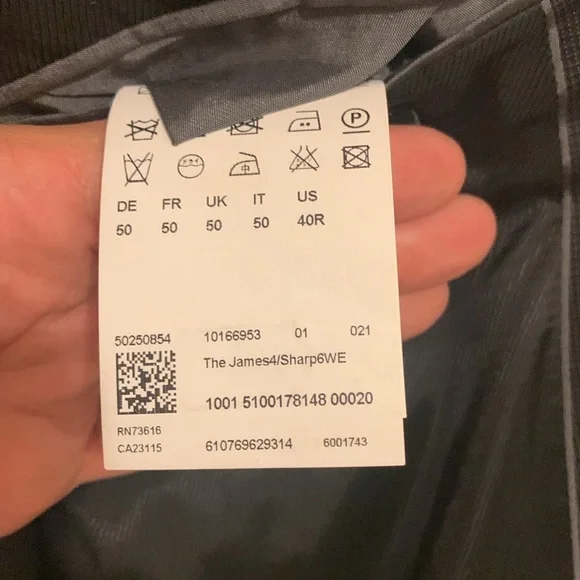 P
DE FR UK IT US
50 50 50 50 40R
50250854 10166953 01 021
The James4/Sharp6WE
1001 5100178148 00020
RN73616
CA23115 610769629314 6001743